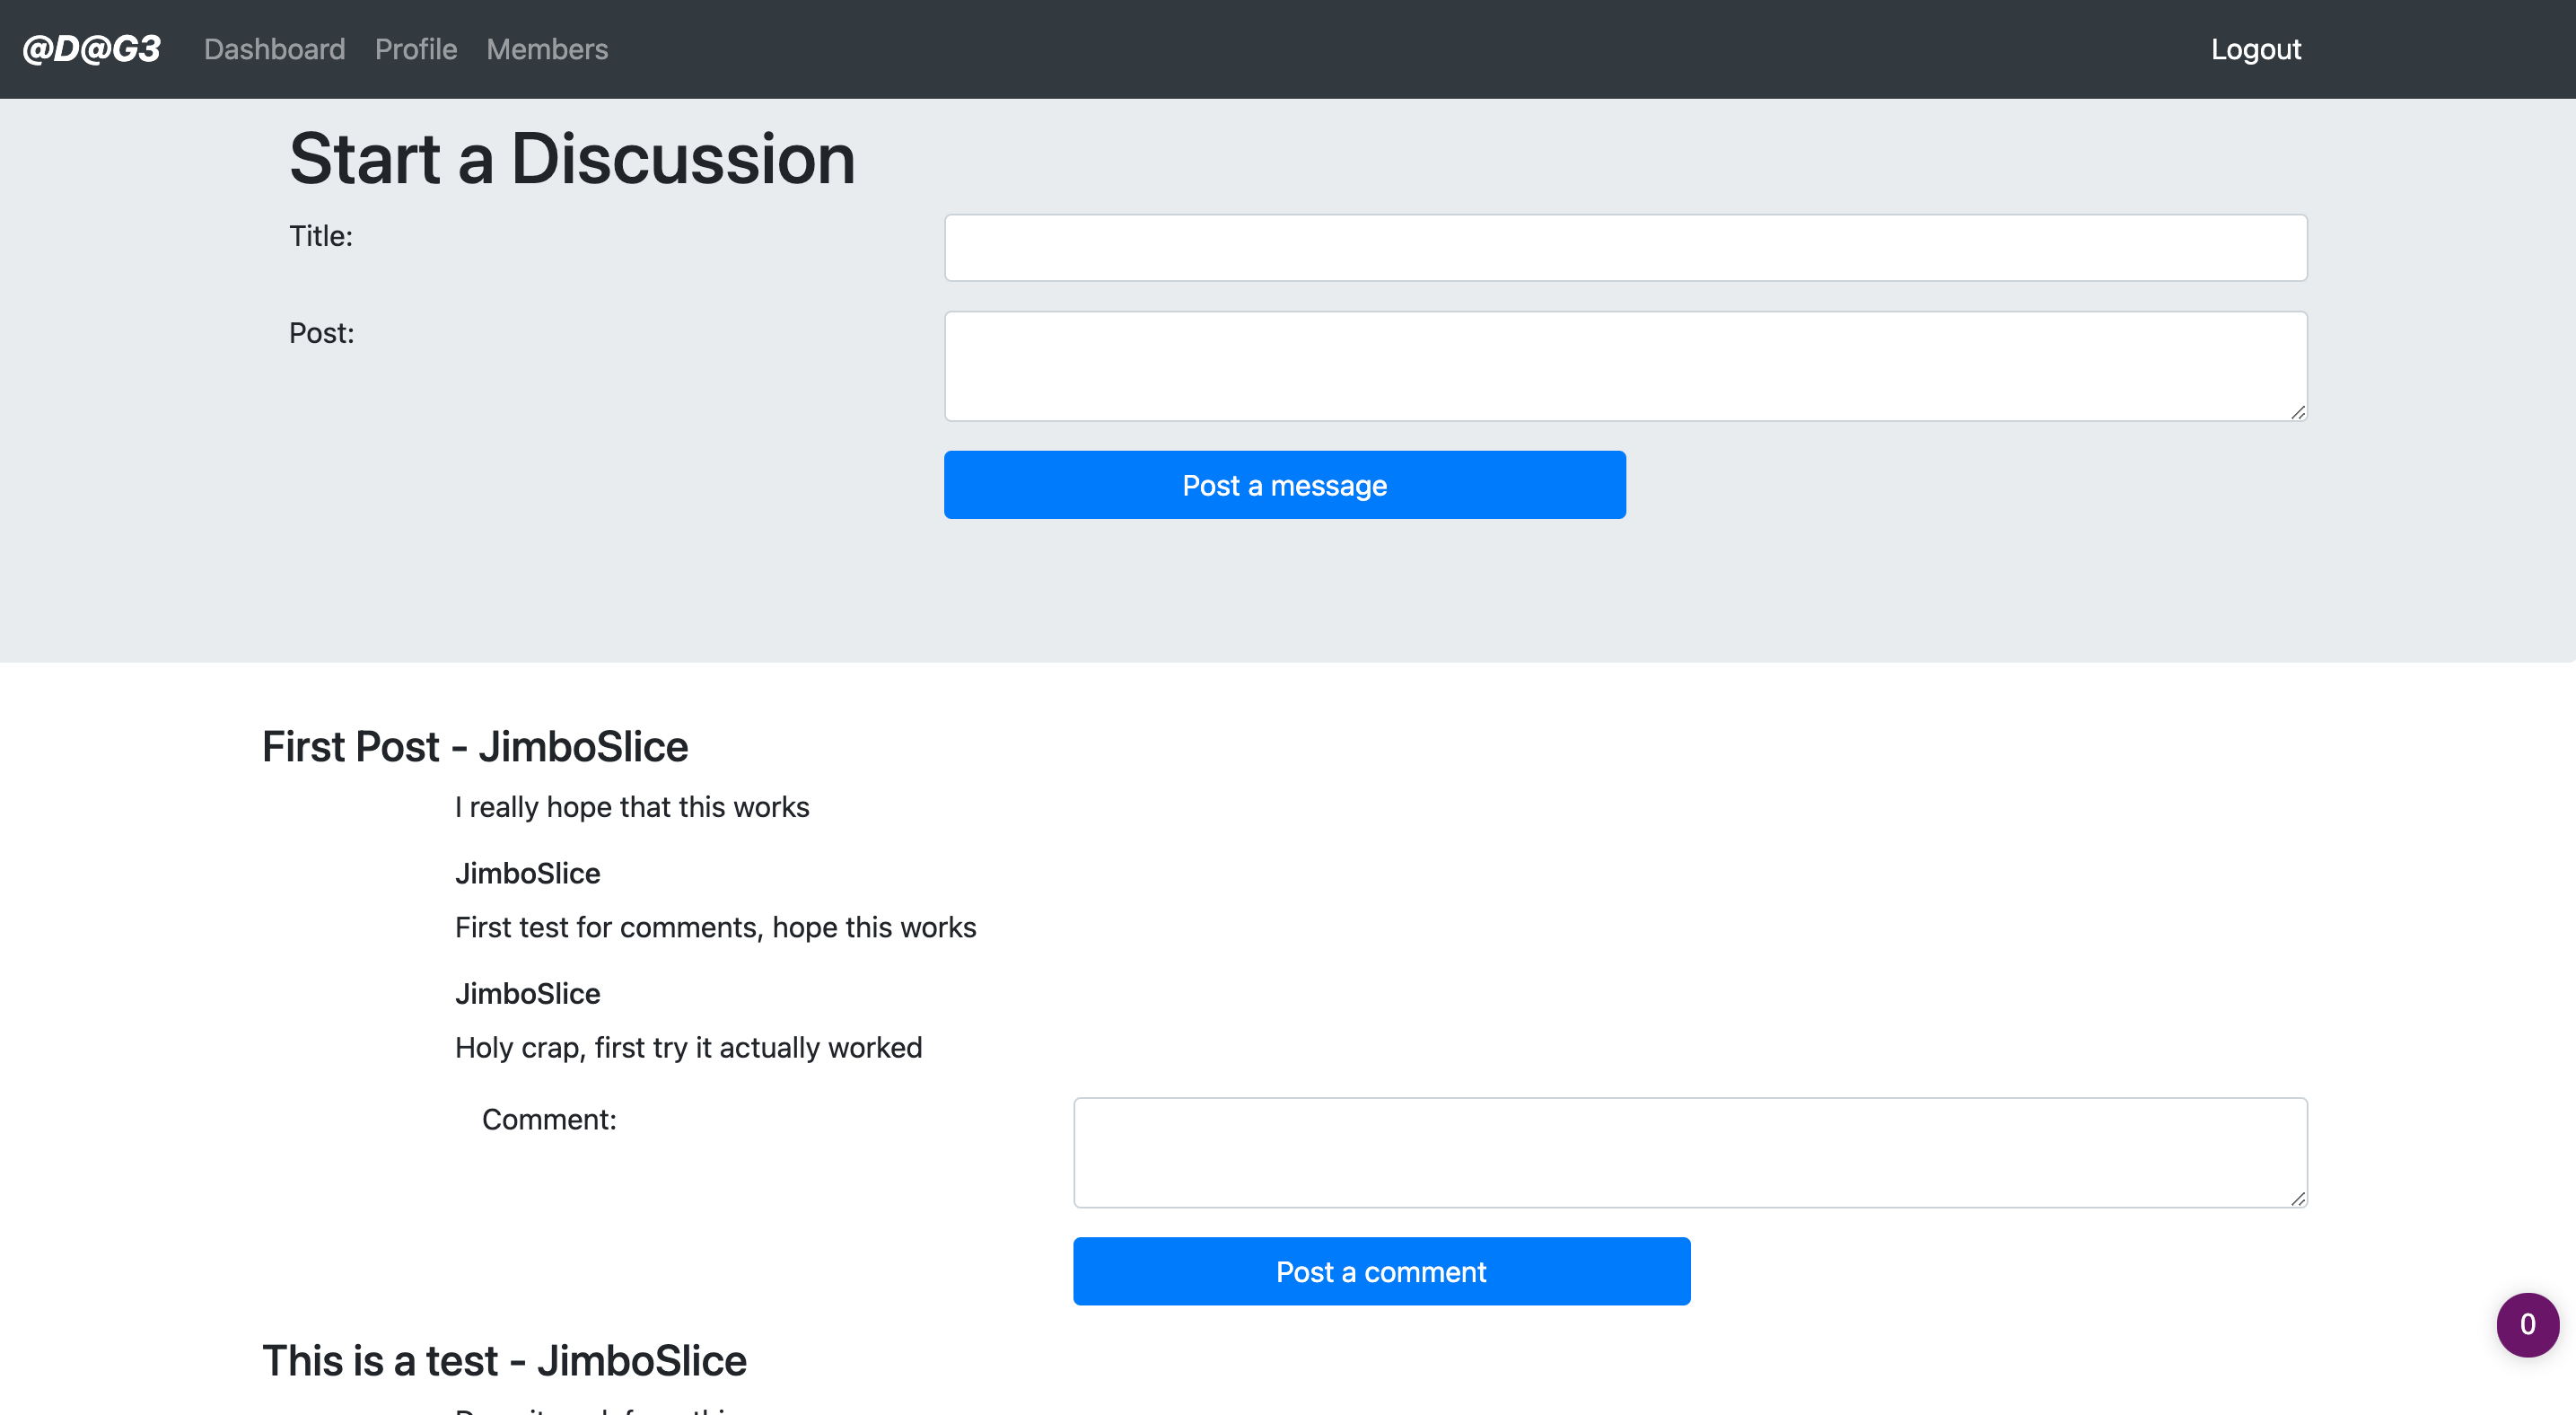 @D@G3 Dashboard Profile Members Logout
Start a Discussion
Title:
Post:
Post a message
First Post - JimboSlice
I really hope that this works
JimboSlice
First test for comments, hope this works
JimboSlice
Holy crap, first try it actually worked
Comment:
Post a comment
0
This is a test - JimboSlice